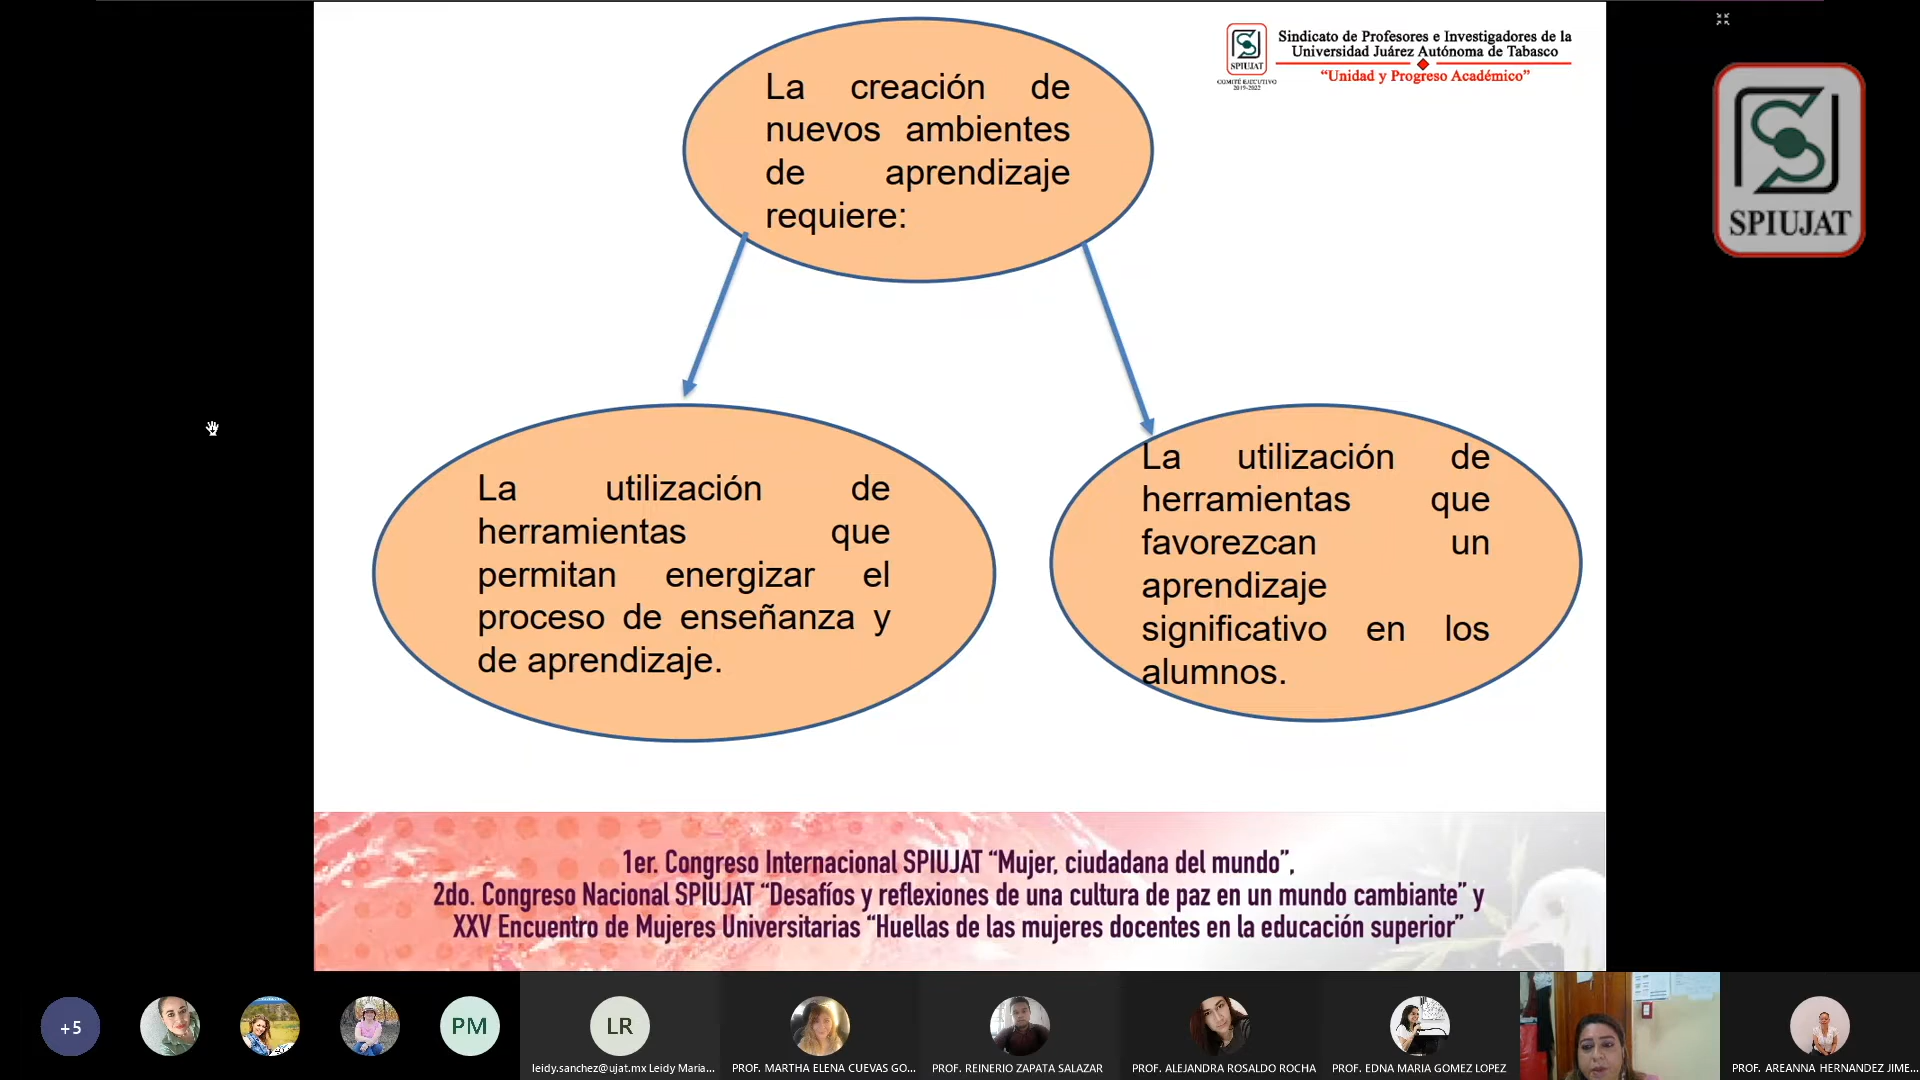 La creación de
nuevos ambientes
de aprendizaje
requiere:
SPIUJAT
COMITÉ EJECUTIVO
2019-2022
Sindicato de Profesores e Investigadores de la
Universidad Juárez Autónoma de Tabasco
“Unidad y Progreso Académico”
SPIUJAT
La utilización de
herramientas que
permitan energizar el
proceso de enseñanza y
de aprendizaje.
La utilización de
herramientas que
favorezcan un
aprendizaje
significativo en los
alumnos.
1er. Congreso Internacional SPIUJAT “Mujer, ciudadana del mundo”,
2do. Congreso Nacional SPIUJAT “Desafíos y reflexiones de una cultura de paz en un mundo cambiante” y
XXV Encuentro de Mujeres Universitarias “Huellas de las mujeres docentes en la educación superior”
+5
PM
LR
leidy.sanchez@ujat.mx Leidy Maria...
PROF. MARTHA ELENA CUEVAS GO...
PROF. REINERIO ZAPATA SALAZAR
PROF. ALEJANDRA ROSALDO ROCHA
PROF. EDNA MARIA GOMEZ LOPEZ
PROF. AREANNA HERNANDEZ JIME...